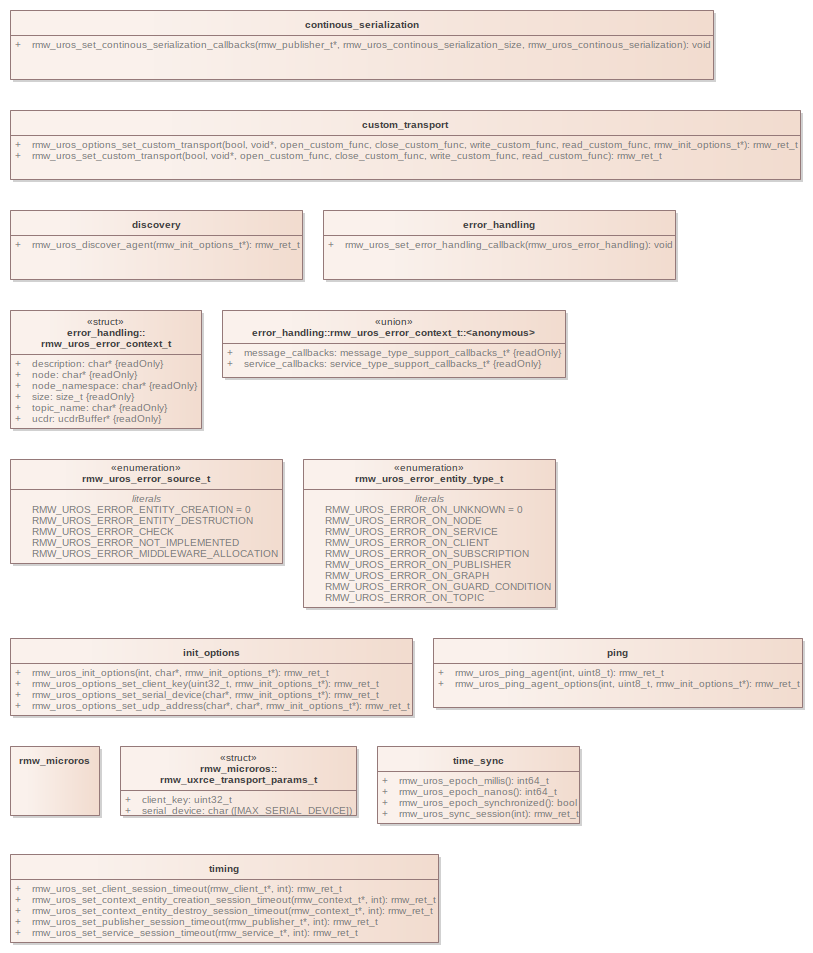 continous_serialization
+ rmw_uros_set_continous_serialization_callbacks(rmw_publisher_t*, rmw_uros_continous_serialization_size, rmw_uros_continous_serialization): void
custom_transport
+ rmw_uros_options_set_custom_transport(bool, void*, open_custom_func, close_custom_func, write_custom_func, read_custom_func, rmw_init_options_t*): rmw_ret_t
+ rmw_uros_set_custom_transport(bool, void*, open_custom_func, close_custom_func, write_custom_func, read_custom_func): rmw_ret_t
discovery
+ rmw_uros_discover_agent(rmw_init_options_t*): rmw_ret_t
error_handling
+ rmw_uros_set_error_handling_callback(rmw_uros_error_handling): void
«struct»
error_handling::
rmw_uros_error_context_t
+ description: char* {readOnly}
+ node: char* {readOnly}
+ node_namespace: char* {readOnly}
+ size: size_t {readOnly}
+ topic_name: char* {readOnly}
+ ucdr: ucdrBuffer* {readOnly}
«union»
error_handling::rmw_uros_error_context_t::<anonymous>
+ message_callbacks: message_type_support_callbacks_t* {readOnly}
+ service_callbacks: service_type_support_callbacks_t* {readOnly}
«enumeration»
rmw_uros_error_source_t
literals
RMW_UROS_ERROR_ENTITY_CREATION = 0
RMW_UROS_ERROR_ENTITY_DESTRUCTION
RMW_UROS_ERROR_CHECK
RMW_UROS_ERROR_NOT_IMPLEMENTED
RMW_UROS_ERROR_MIDDLEWARE_ALLOCATION
«enumeration»
rmw_uros_error_entity_type_t
literals
RMW_UROS_ERROR_ON_UNKNOWN = 0
RMW_UROS_ERROR_ON_NODE
RMW_UROS_ERROR_ON_SERVICE
RMW_UROS_ERROR_ON_CLIENT
RMW_UROS_ERROR_ON_SUBSCRIPTION
RMW_UROS_ERROR_ON_PUBLISHER
RMW_UROS_ERROR_ON_GRAPH
RMW_UROS_ERROR_ON_GUARD_CONDITION
RMW_UROS_ERROR_ON_TOPIC
init_options
+ rmw_uros_init_options(int, char*, rmw_init_options_t*): rmw_ret_t
+ rmw_uros_options_set_client_key(uint32_t, rmw_init_options_t*): rmw_ret_t
+ rmw_uros_options_set_serial_device(char*, rmw_init_options_t*): rmw_ret_t
+ rmw_uros_options_set_udp_address(char*, char*, rmw_init_options_t*): rmw_ret_t
ping
+ rmw_uros_ping_agent(int, uint8_t): rmw_ret_t
+ rmw_uros_ping_agent_options(int, uint8_t, rmw_init_options_t*): rmw_ret_t
rmw_microros
«struct»
rmw_microros::
rmw_uxrce_transport_params_t
+ client_key: uint32_t
+ serial_device: char ([MAX_SERIAL_DEVICE])
time_sync
+ rmw_uros_epoch_millis(): int64_t
+ rmw_uros_epoch_nanos(): int64_t
+ rmw_uros_epoch_synchronized(): bool
+ rmw_uros_sync_session(int): rmw_ret_t
timing
+ rmw_uros_set_client_session_timeout(rmw_client_t*, int): rmw_ret_t
+ rmw_uros_set_context_entity_creation_session_timeout(rmw_context_t*, int): rmw_ret_t
+ rmw_uros_set_context_entity_destroy_session_timeout(rmw_context_t*, int): rmw_ret_t
+ rmw_uros_set_publisher_session_timeout(rmw_publisher_t*, int): rmw_ret_t
+ rmw_uros_set_service_session_timeout(rmw_service_t*, int): rmw_ret_t